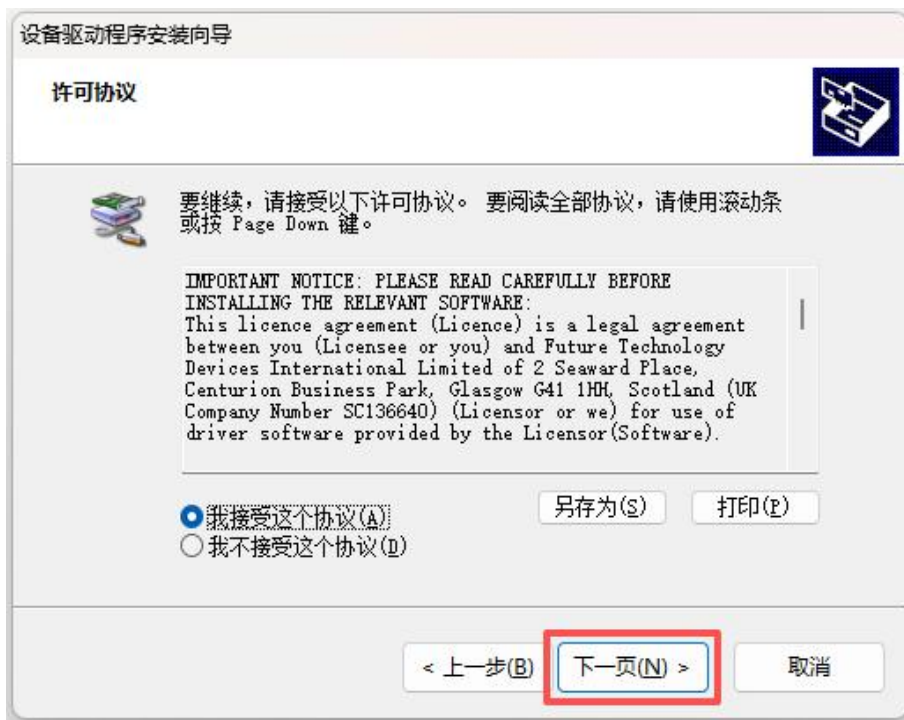 设备驱动程序安装向导
许可协议
要继续，请接受以下许可协议。 要阅读全部协议，请使用滚动条
或按 Page Down 键。
IMPORTANT NOTICE: PLEASE READ CAREFULLY BEFORE
INSTALLING THE RELEVANT SOFTWARE:
This licence agreement (Licence) is a legal agreement
between you (Licensee or you) and Future Technology
Devices International Limited of 2 Seaward Place,
Centurion Business Park, Glasgow G41 1HH, Scotland (UK
Company Number SC136640) (Licensor or we) for use of
driver software provided by the Licensor(Software).
我接受这个协议(A)
另存为(S)
打印(P)
我不接受这个协议(D)
< 上一步(B)
下一页(N) >
取消